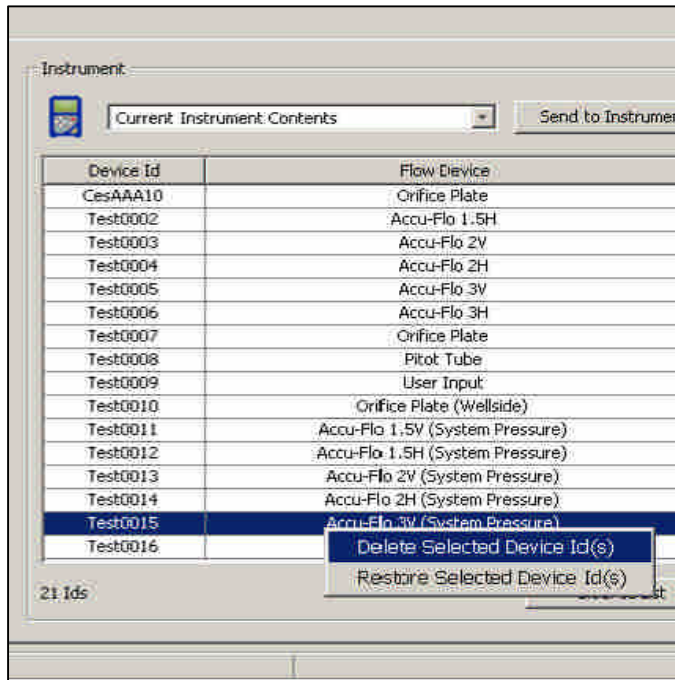 Instrument
Current Instrument Contents
Send to
Device Id Flow Device
CesAAA10 Orifice Plate
Test0002 Accu-Flo 1.5H
Test0003 Accu-Flo 2V
Test0004 Accu-Flo 2H
Test0005 Accu-Flo 3V
Test0006 Accu-Flo 3H
Test0007 Orifice Plate
Test0008 Pitot Tube
Test0009 User Input
Test0010 Orifice Plate (Wellside)
Test0011 Accu-Flo 1.5V (System Pressure)
Test0012 Accu-Flo 1.5H (System Pressure)
Test0013 Accu-Flo 2V (System Pressure)
Test0014 Accu-Flo 2H (System Pressure)
Test0015 Accu-Flo 3V (System Pressure)
Test0016
Delete Selected Device Id(s)
Restore Selected Device Id(s)
21 Ids